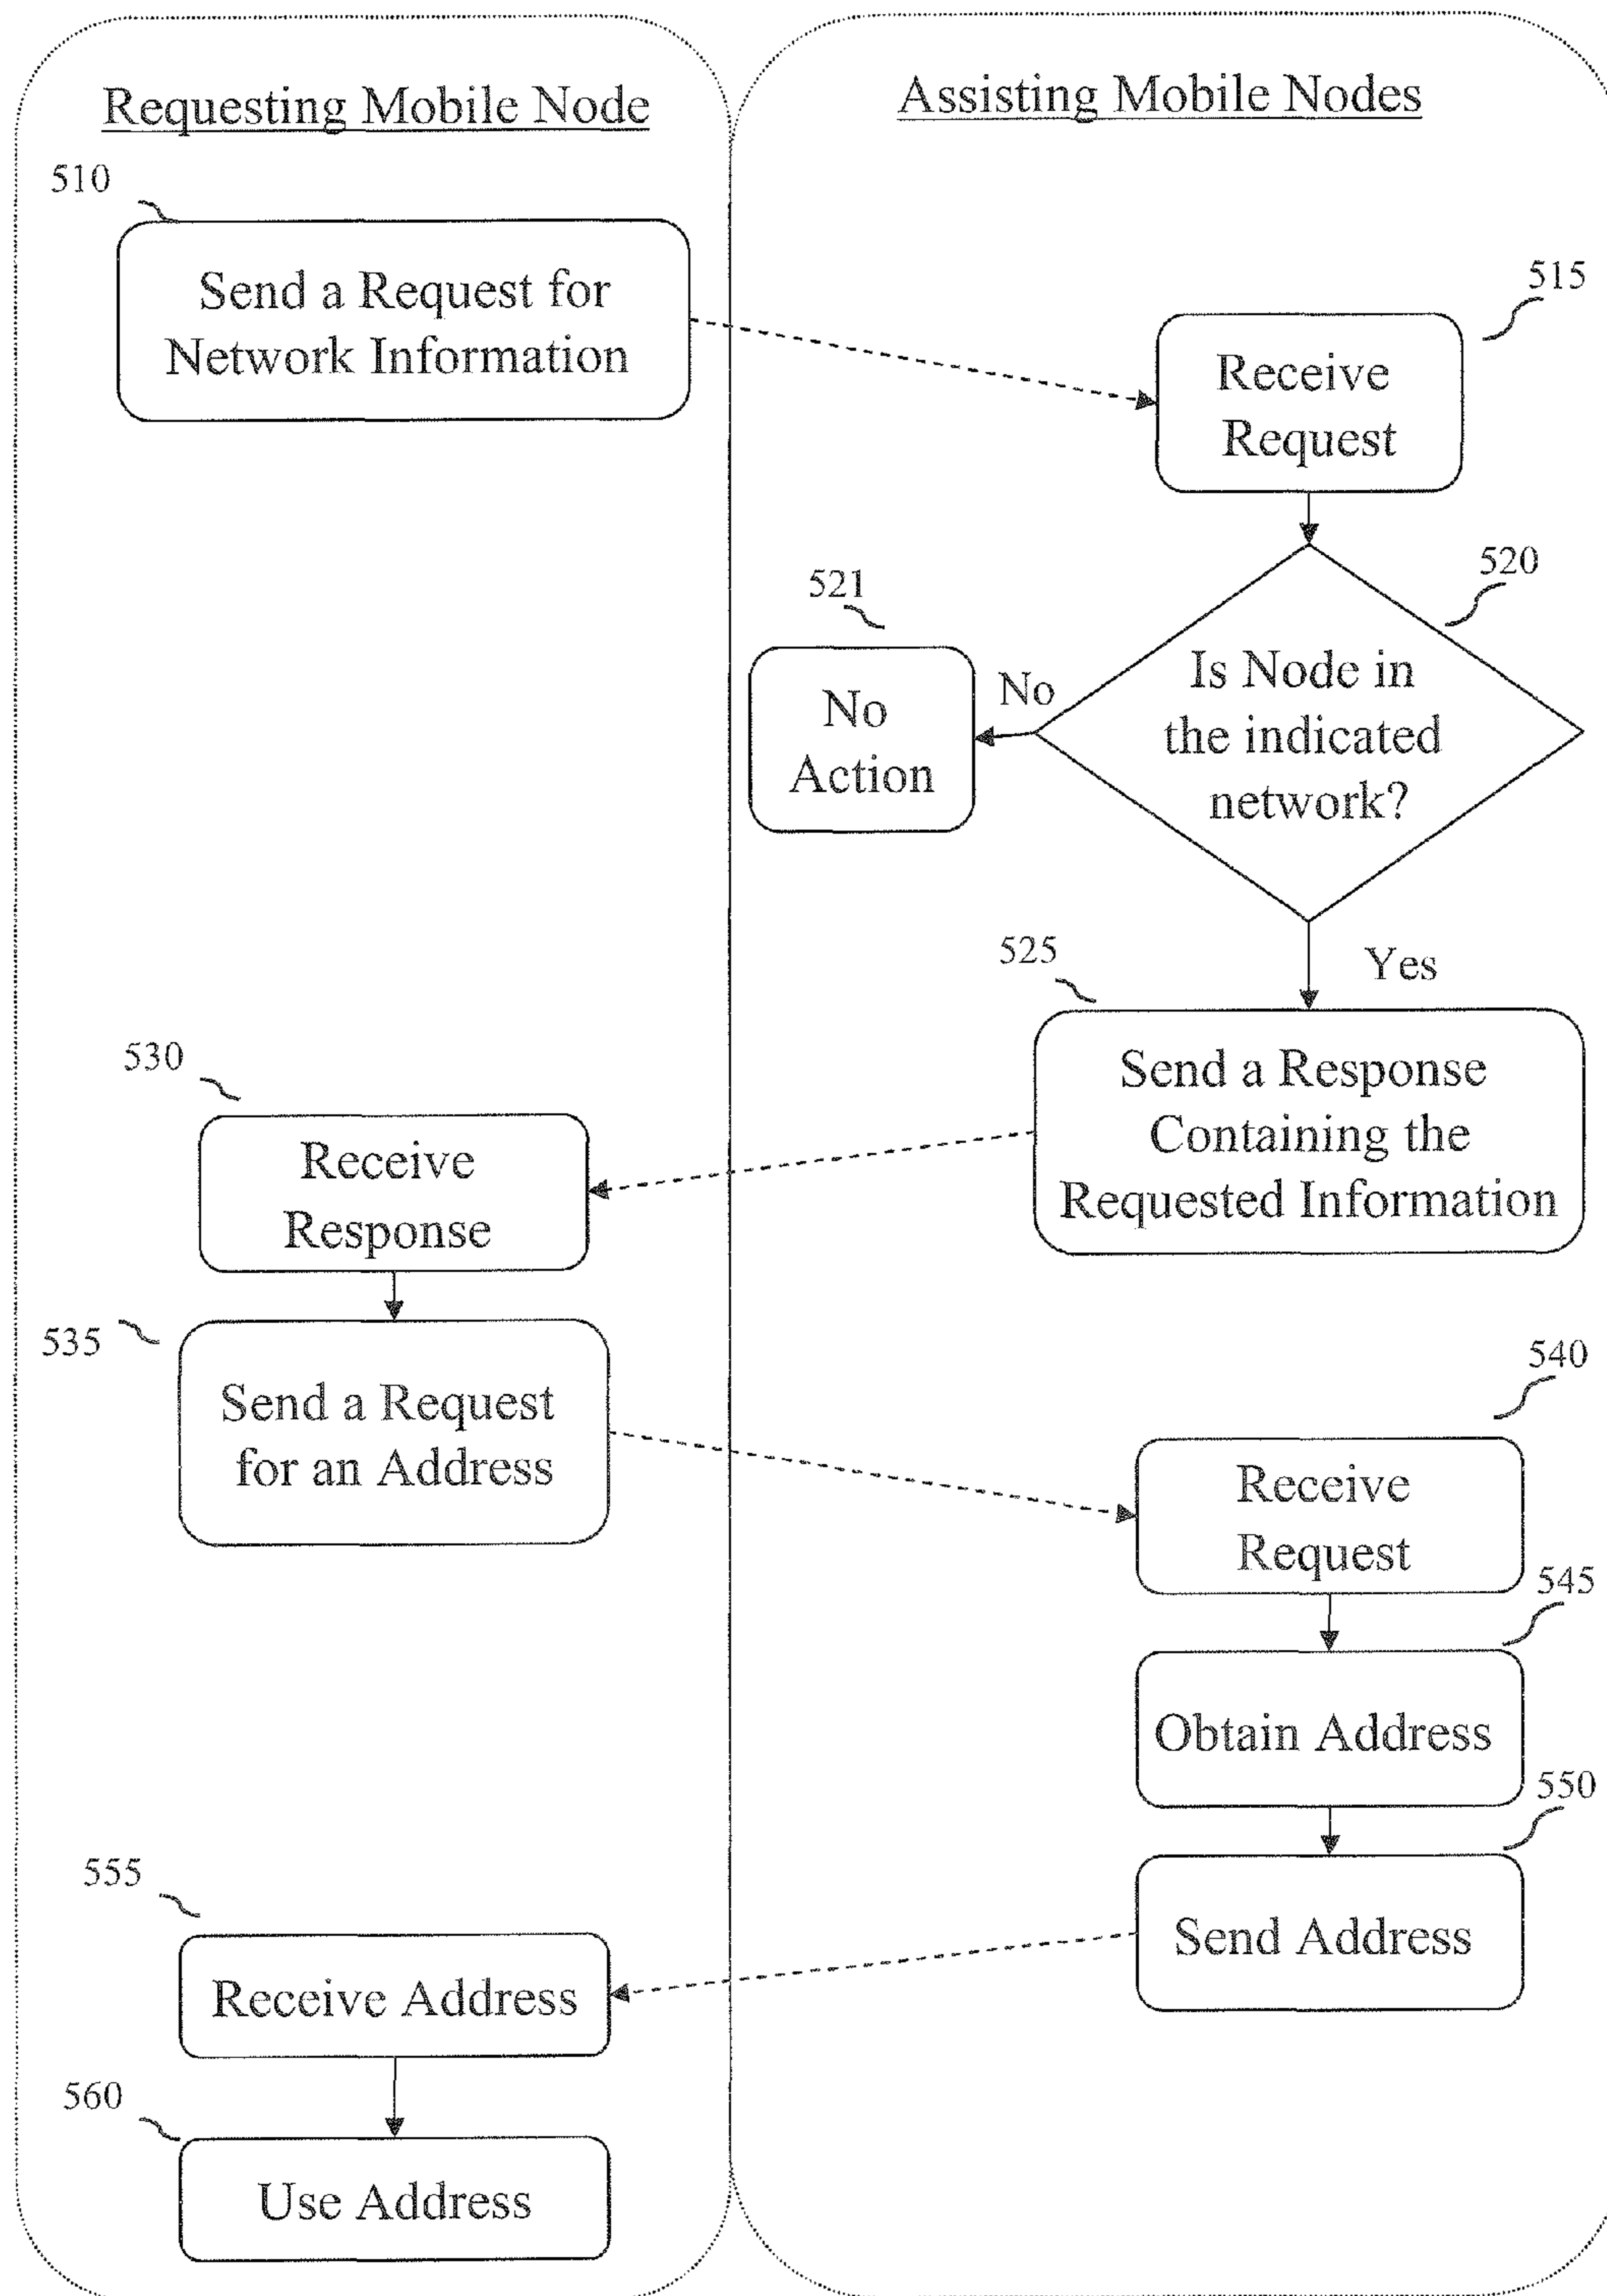 Requesting Mobile Node
Assisting Mobile Nodes
510
Send a Request for
Network Information
515
Receive
Request
520
Is Node in
the indicated
network?
No
521
No
Action
Yes
525
Send a Response
Containing the
Requested Information
530
Receive
Response
535
Send a Request
for an Address
540
Receive
Request
545
Obtain Address
550
Send Address
555
Receive Address
560
Use Address